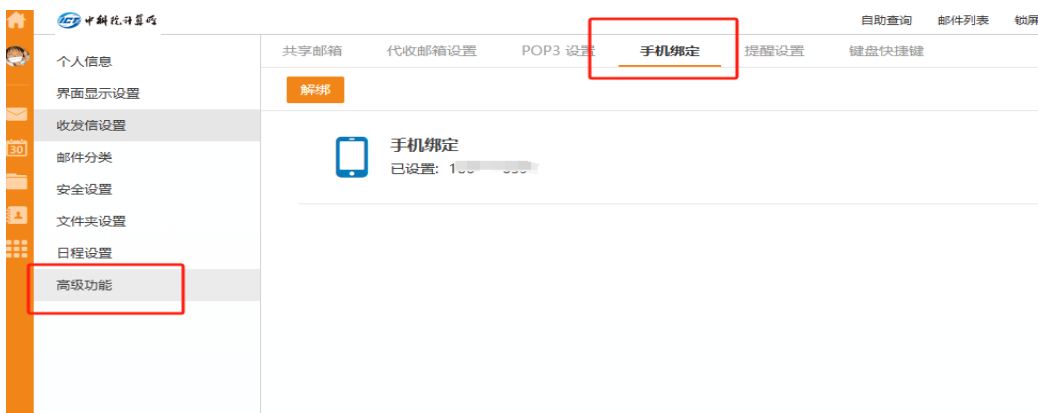 中科院计算所
自助查询 邮件列表 锁屏
个人信息
界面显示设置
收发信设置
邮件分类
安全设置
文件夹设置
日程设置
高级功能
共享邮箱 代收邮箱设置 POP3 设置 手机绑定 提醒设置 键盘快捷键
解绑
手机绑定
已设置:
30